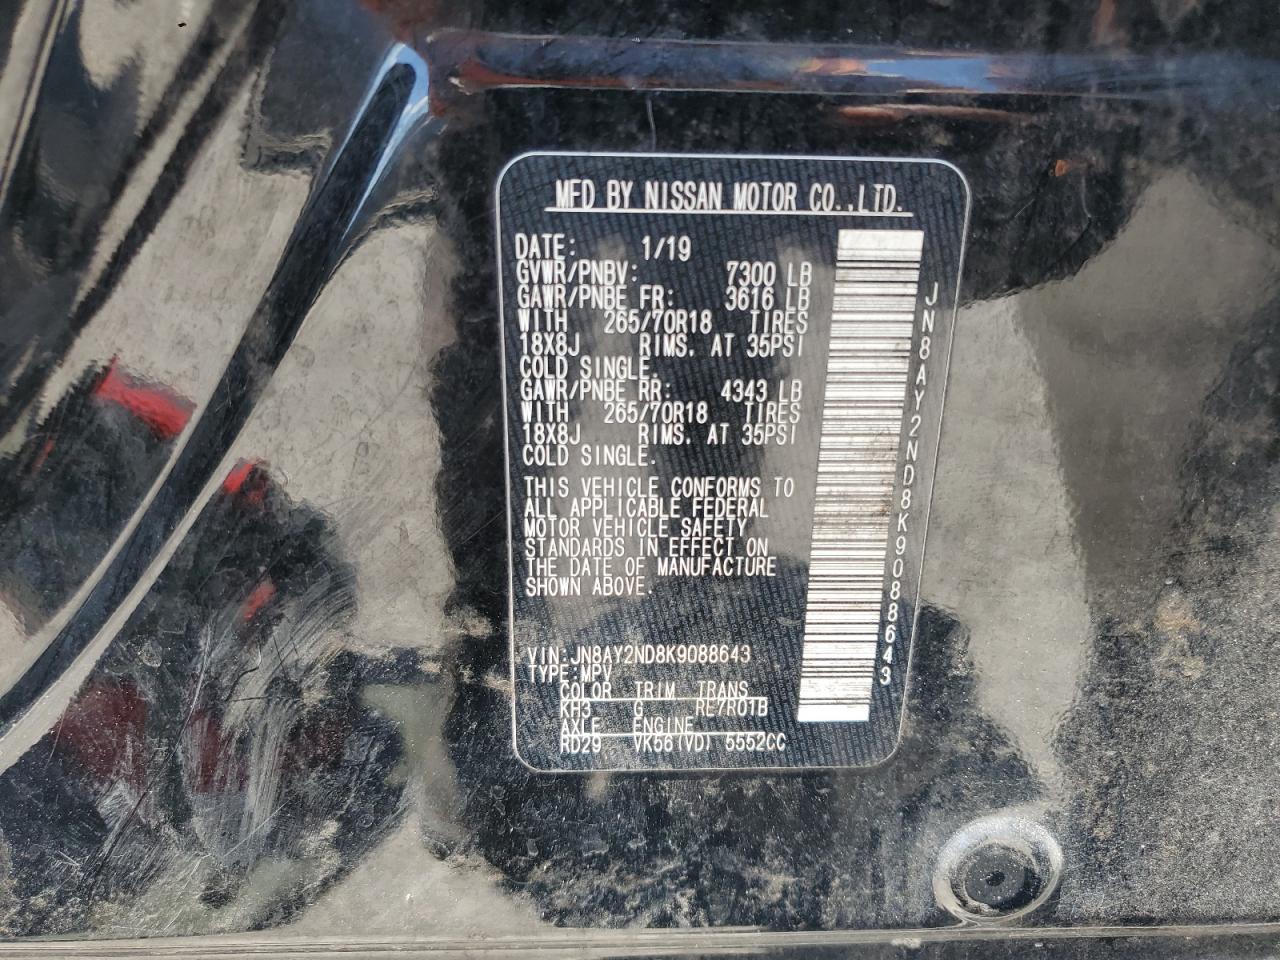 MFD BY NISSAN MOTOR CO.,LTD.
DATE: 1/19
GVWR/PNBV: 7300 LB
GAWR/PNBE FR: 3616 LB
WITH 265/70R18 TIRES
18X8J RIMS. AT 35PSI
COLD SINGLE.
GAWR/PNBE RR: 4343 LB
WITH 265/70R18 TIRES
18X8J RIMS. AT 35PSI
COLD SINGLE.
THIS VEHICLE CONFORMS TO
ALL APPLICABLE FEDERAL
MOTOR VEHICLE SAFETY
STANDARDS IN EFFECT ON
THE DATE OF MANUFACTURE
SHOWN ABOVE.
VIN:JN8AY2ND8K9088643
TYPE:MPV
COLOR TRIM TRANS
KH3 G RE7R01B
AXLE ENGINE
RD29 VK56(VD) 5552CC
JN8AY2ND8K9088643